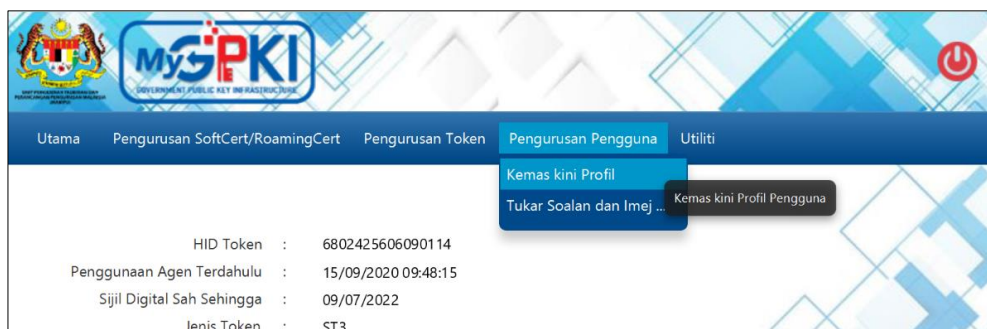 MyGPKI
GOVERNMENT PUBLIC KEY INFRASTRUCTURE
Utama Pengurusan SoftCert/RoamingCert Pengurusan Token Pengurusan Pengguna Utiliti
Kemas kini Profil
Kemas kini Profil Pengguna
Tukar Soalan dan Imej ...
HID Token : 6802425606090114
Penggunaan Agen Terdahulu : 15/09/2020 09:48:15
Sijil Digital Sah Sehingga : 09/07/2022
Jenis Token : ST3